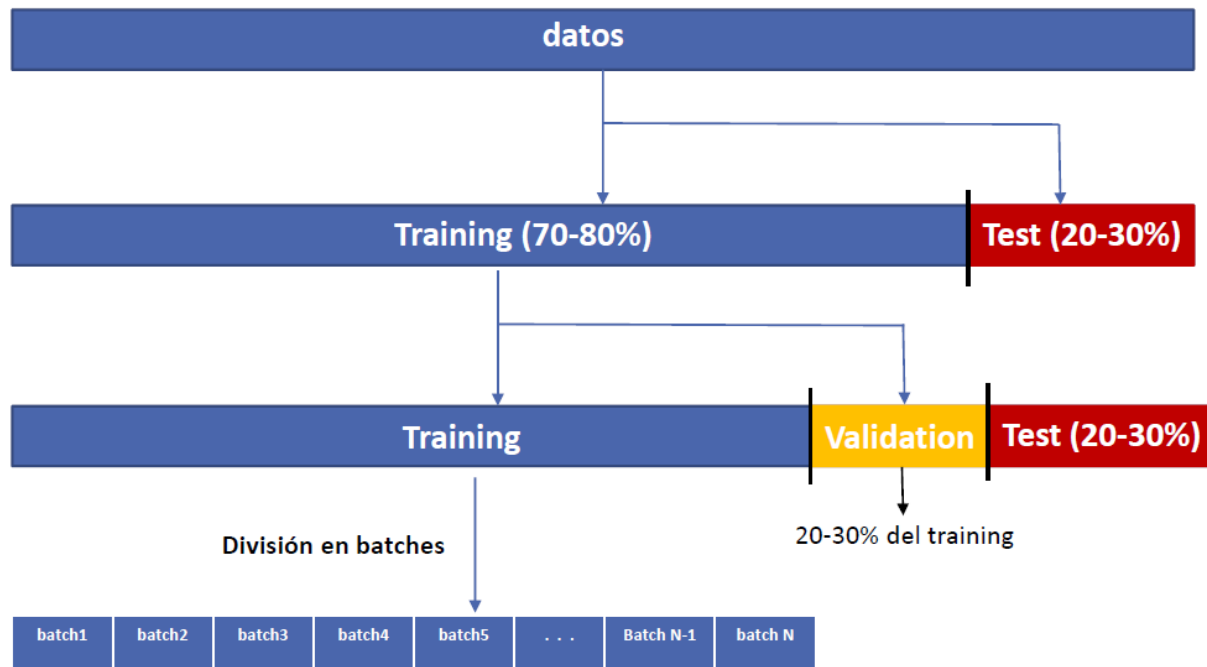 datos
Training (70-80%)
Test (20-30%)
Training
Validation
Test (20-30%)
División en batches
20-30% del training
batch1
batch2
batch3
batch4
batch5
. . .
Batch N-1
batch N